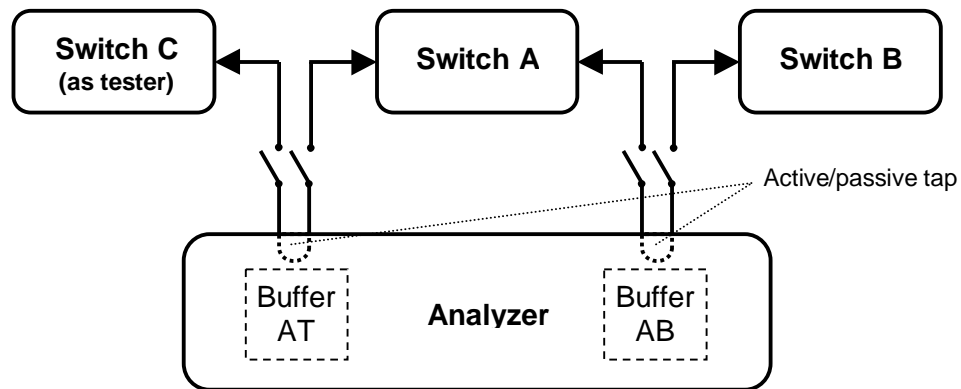 Switch C
(as tester)
Switch A
Switch B
Active/passive tap
Buffer
AT
Analyzer
Buffer
AB